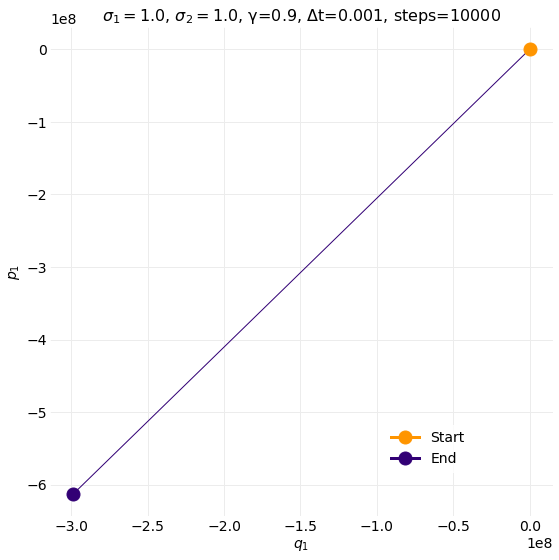 σ₁ = 1.0, σ₂ = 1.0, γ=0.9, Δt=0.001, steps=10000
1e8
0
−1
−2
−3
−4
−5
−6
p₁
Start
End
−3.0 −2.5 −2.0 −1.5 −1.0 −0.5 0.0
1e8
q₁